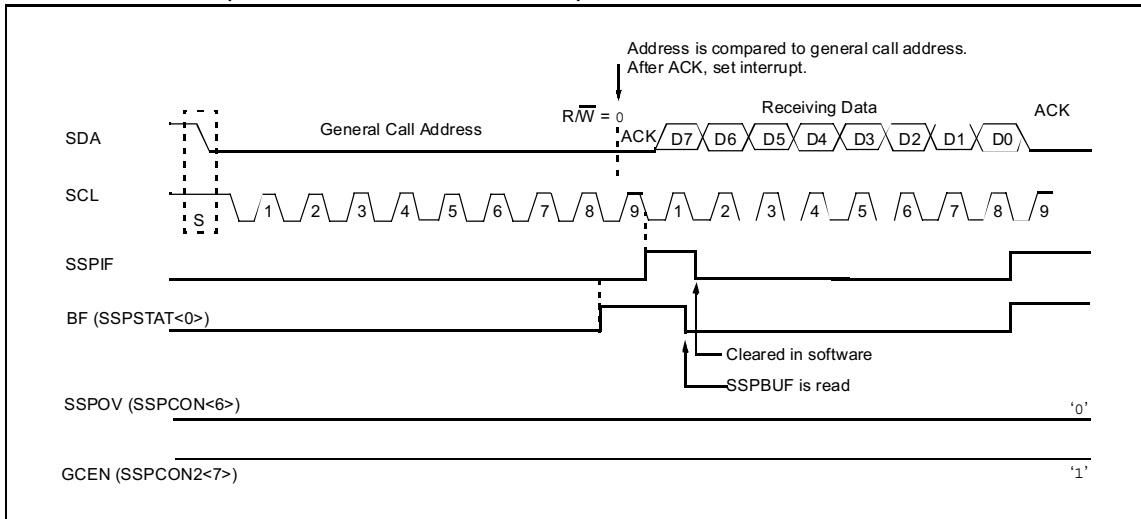 Address is compared to general call address.
After ACK, set interrupt.
R/W = 0
Receiving Data
ACK
SDA
General Call Address
ACK D7 D6 D5 D4 D3 D2 D1 D0
SCL
S 1 2 3 4 5 6 7 8 9 1 2 3 4 5 6 7 8 9
SSPIF
BF (SSPSTAT<0>)
Cleared in software
SSPBUF is read
SSPOV (SSPCON<6>)
‘0’
GCEN (SSPCON2<7>)
‘1’